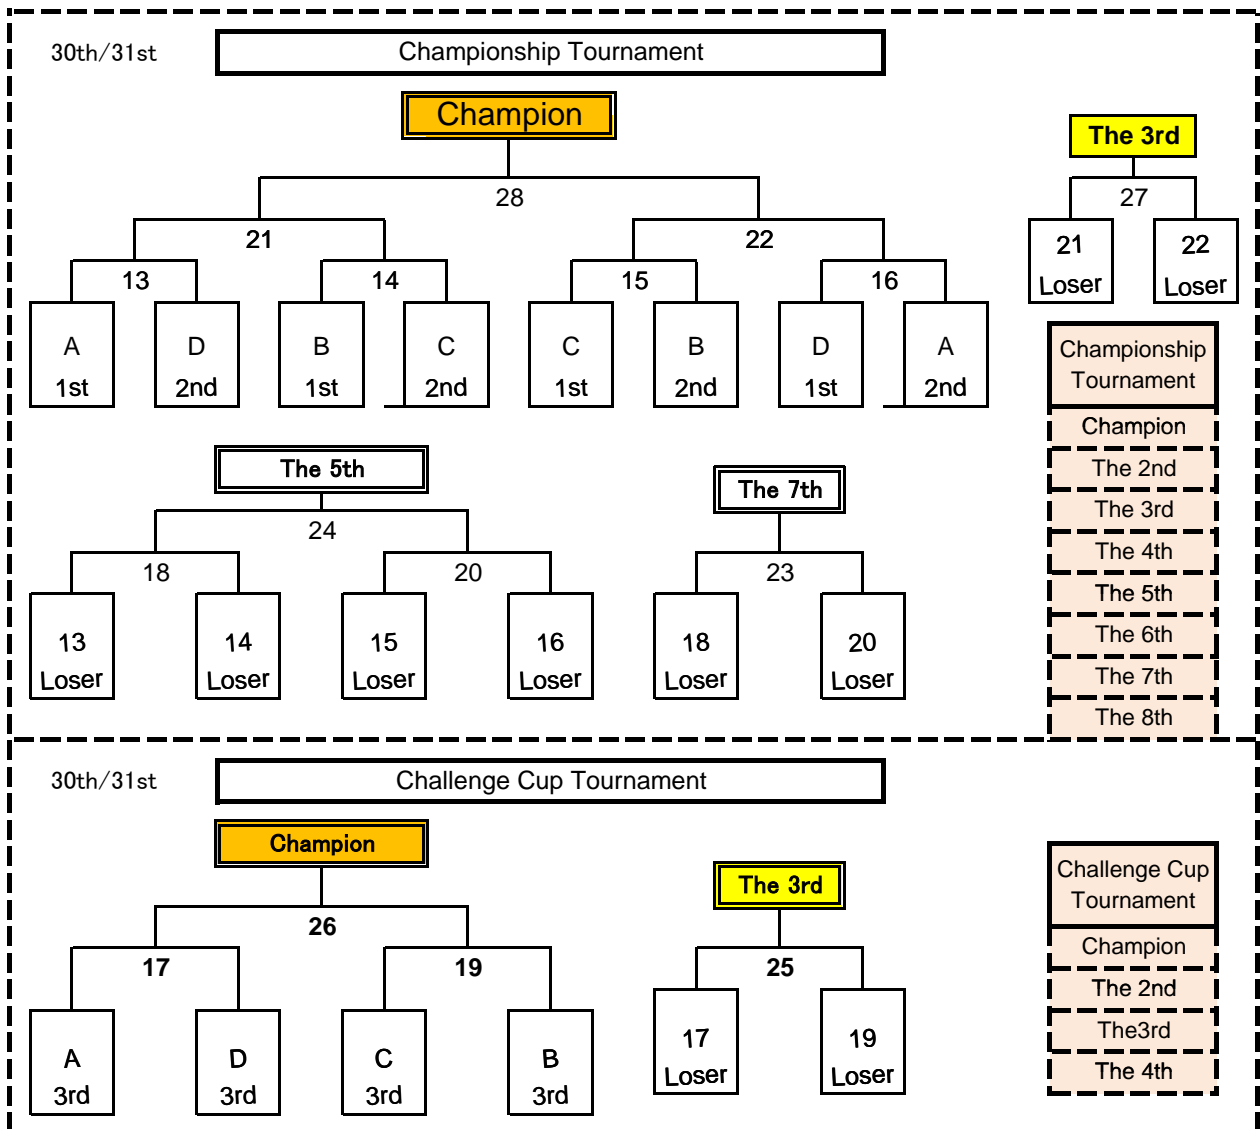 30th/31st
Championship Tournament
Champion
The 3rd
28
27
21
22
21
Loser
22
Loser
13
14
15
16
A
1st
D
2nd
B
1st
C
2nd
C
1st
B
2nd
D
1st
A
2nd
Championship
Tournament
Champion
The 2nd
The 3rd
The 4th
The 5th
The 6th
The 7th
The 8th
The 5th
24
18
20
13
Loser
14
Loser
15
Loser
16
Loser
The 7th
23
18
Loser
20
Loser
30th/31st
Challenge Cup Tournament
Champion
26
17
19
A
3rd
D
3rd
C
3rd
B
3rd
The 3rd
25
17
Loser
19
Loser
Challenge Cup
Tournament
Champion
The 2nd
The3rd
The 4th